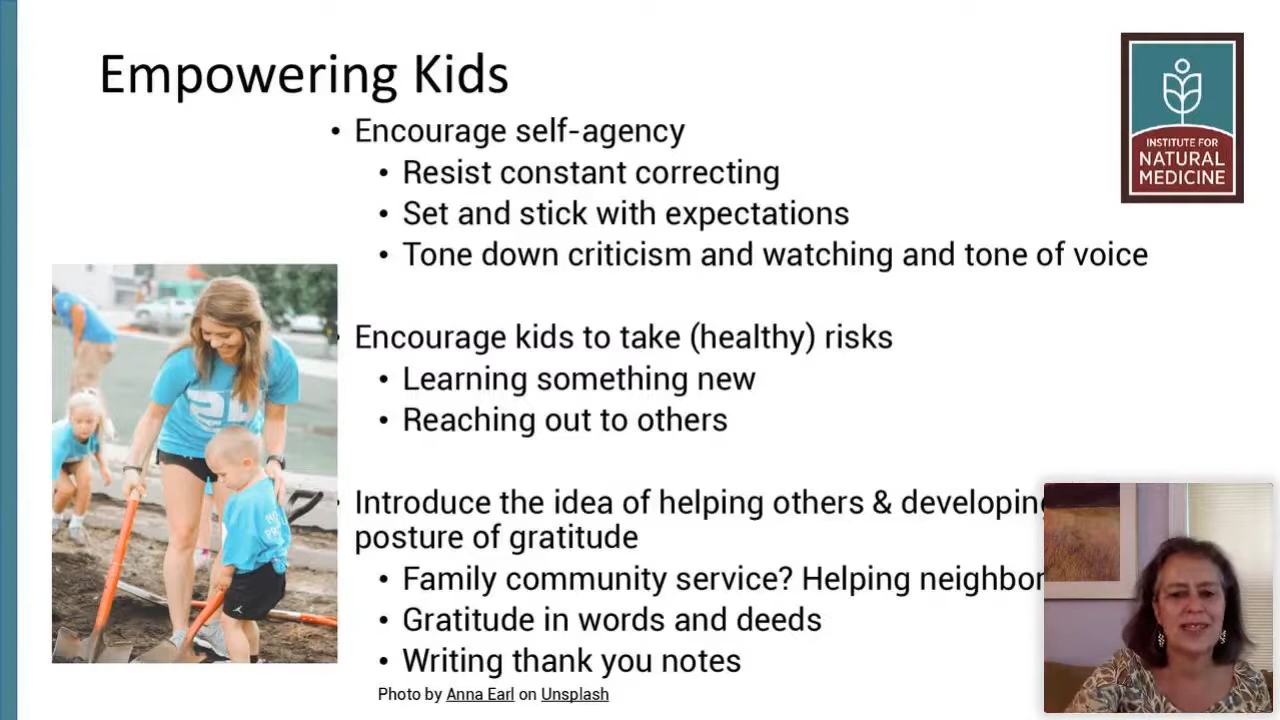 Empowering Kids
• Encourage self-agency
• Resist constant correcting
• Set and stick with expectations
• Tone down criticism and watching and tone of voice
INSTITUTE FOR
NATURAL
MEDICINE
Encourage kids to take (healthy) risks
• Learning something new
• Reaching out to others
Introduce the idea of helping others & developing
posture of gratitude
• Family community service? Helping neighbor
• Gratitude in words and deeds
• Writing thank you notes
Photo by Anna Earl on Unsplash